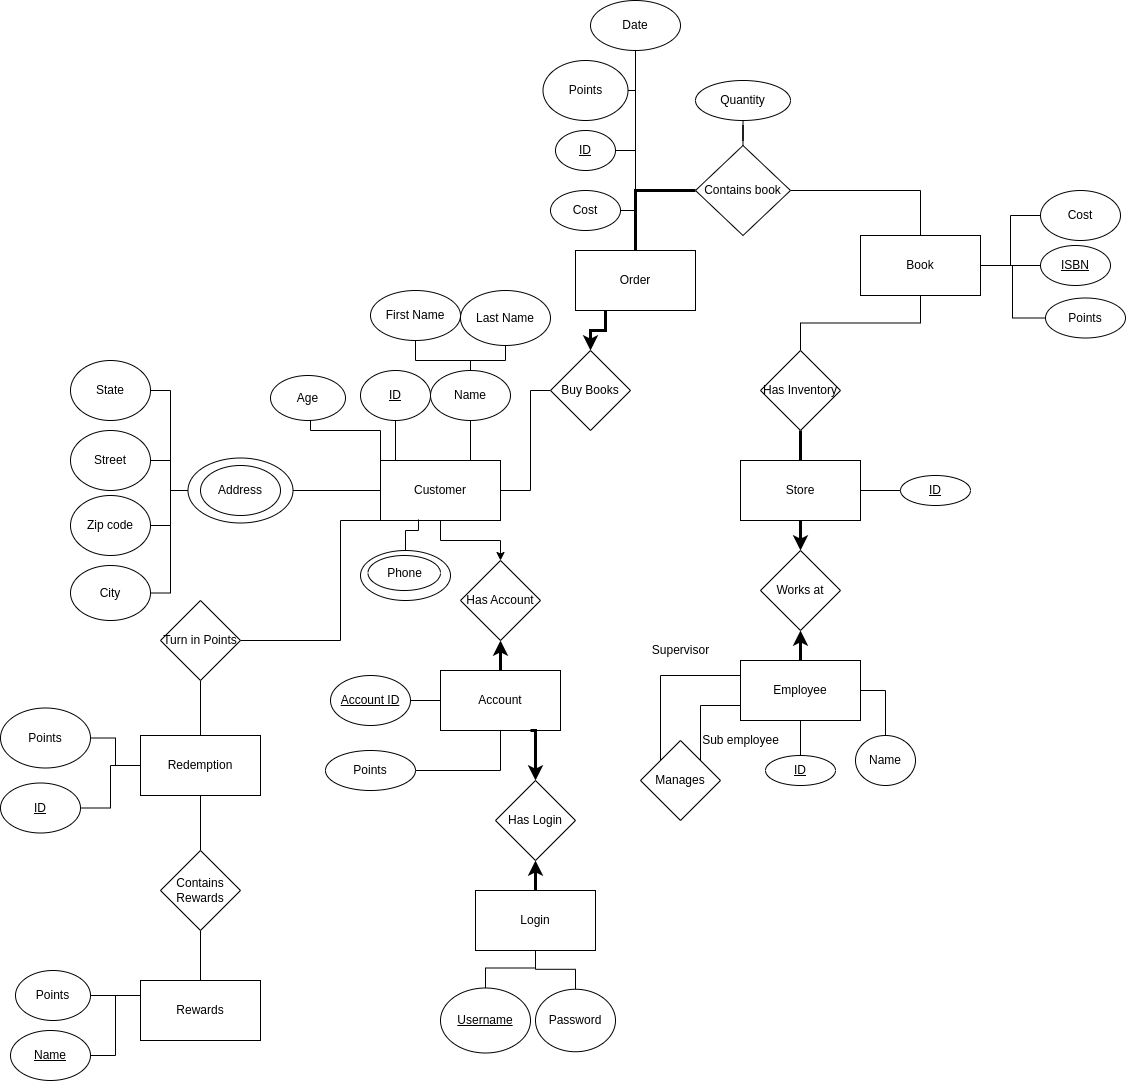 Date
Points
Quantity
ID
Contains book
Cost
Cost
Book
ISBN
Order
Points
First Name
Last Name
State
Age
ID
Name
Buy Books
Has Inventory
Street
Address
Customer
Store
ID
Zip code
City
Phone
Has Account
Works at
Turn in Points
Supervisor
Employee
Account ID
Account
Points
Redemption
Sub employee
Name
Points
ID
Manages
ID
Has Login
Contains
Rewards
Login
Points
Rewards
Username
Password
Name